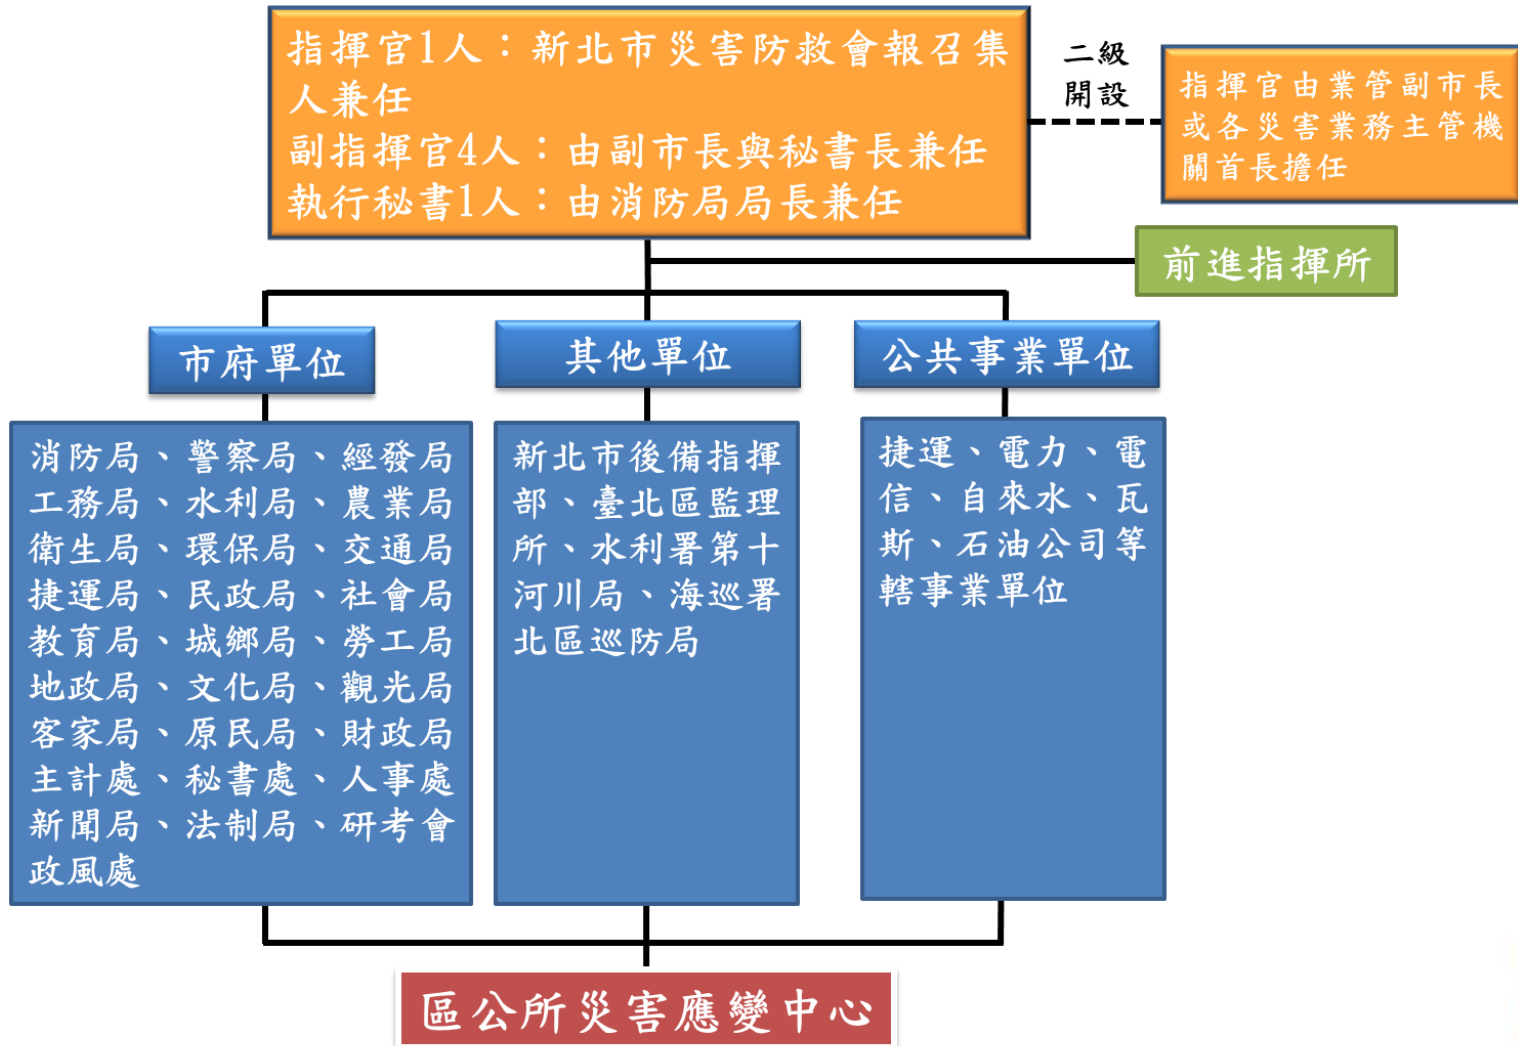 指揮官1人：新北市災害防救會報召集
人兼任
副指揮官4人：由副市長與秘書長兼任
執行秘書1人：由消防局局長兼任
二級
開設
指揮官由業管副市長
或各災害業務主管機
關首長擔任
前進指揮所
市府單位
消防局、警察局、經發局
工務局、水利局、農業局
衛生局、環保局、交通局
捷運局、民政局、社會局
教育局、城鄉局、勞工局
地政局、文化局、觀光局
客家局、原民局、財政局
主計處、秘書處、人事處
新聞局、法制局、研考會
政風處
其他單位
新北市後備指揮
部、臺北區監理
所、水利署第十
河川局、海巡署
北區巡防局
公共事業單位
捷運、電力、電
信、自來水、瓦
斯、石油公司等
轄事業單位
區公所災害應變中心